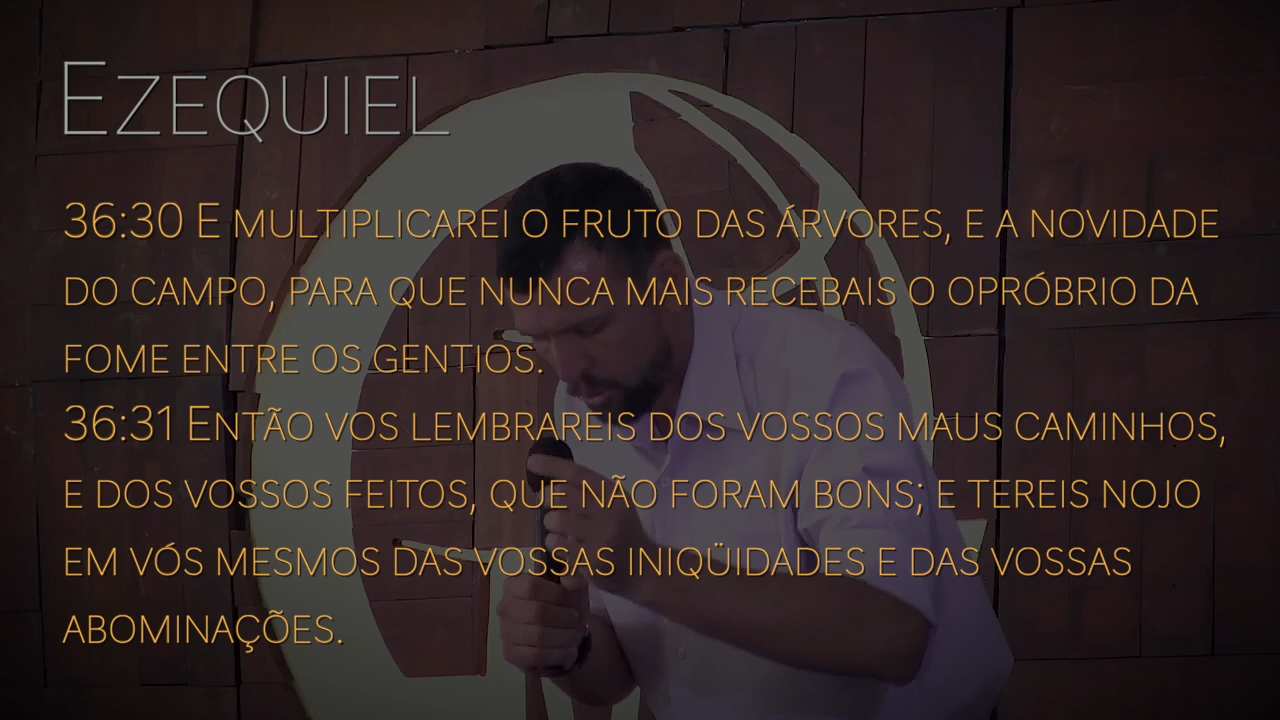 Ezequiel
36:30 E multiplicarei o fruto das árvores, e a novidade
do campo, para que nunca mais recebais o opróbrio da
fome entre os gentios.
36:31 Então vos lembrareis dos vossos maus caminhos,
e dos vossos feitos, que não foram bons; e tereis nojo
em vós mesmos das vossas iniqüidades e das vossas
abominações.